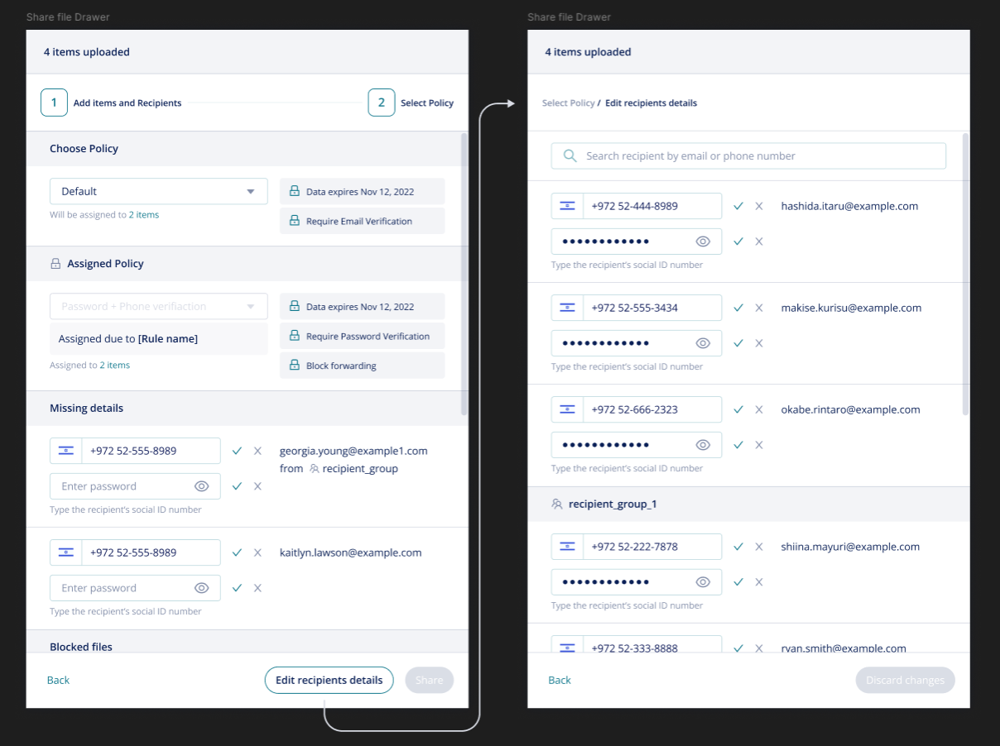 Share file Drawer
4 items uploaded
1 Add items and Recipients 2 Select Policy
Choose Policy
Default
Will be assigned to 2 items
Data expires Nov 12, 2022
Require Email Verification
Assigned Policy
Password + Phone verifiaction
Assigned due to [Rule name]
Assigned to 2 items
Data expires Nov 12, 2022
Require Password Verification
Block forwarding
Missing details
+972 52-555-8989
georgia.young@example1.com
from recipient_group
Enter password
Type the recipient's social ID number
+972 52-555-8989
kaitlyn.lawson@example.com
Enter password
Type the recipient's social ID number
Blocked files
Back
Edit recipients details
Share
Share file Drawer
4 items uploaded
Select Policy / Edit recipients details
Search recipient by email or phone number
+972 52-444-8989
hashida.itaru@example.com
••••••••••••
Type the recipient's social ID number
+972 52-555-3434
makise.kurisu@example.com
••••••••••••
Type the recipient's social ID number
+972 52-666-2323
okabe.rintaro@example.com
••••••••••••
Type the recipient's social ID number
recipient_group_1
+972 52-222-7878
shiina.mayuri@example.com
••••••••••••
Type the recipient's social ID number
+972 52-333-8888
ryan.smith@example.com
Back
Discard changes